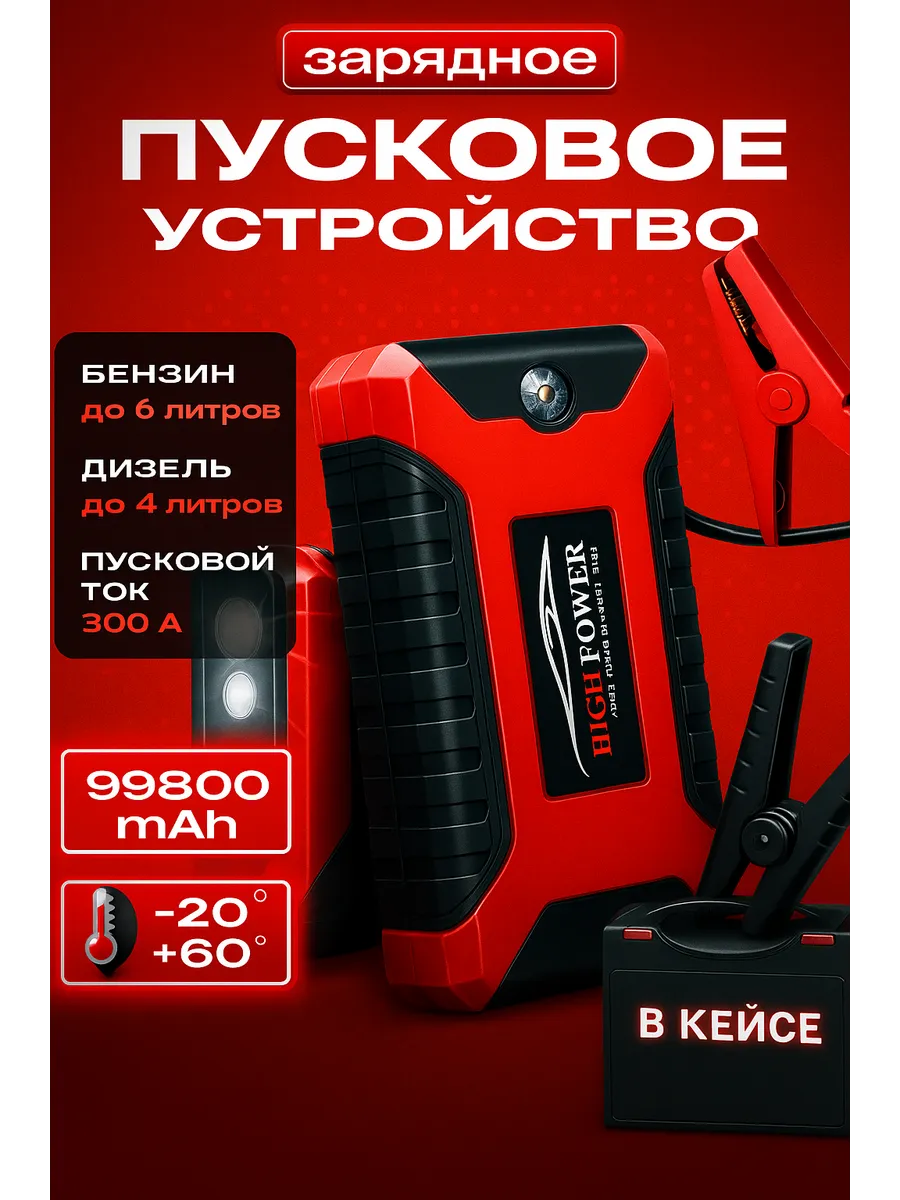 зарядное
ПУСКОВОЕ
УСТРОЙСТВО
БЕНЗИН
до 6 литров
ДИЗЕЛЬ
до 4 литров
ПУСКОВОЙ
ТОК
300 А
99800
mAh
-20°
+60°
HIGH POWER
В КЕЙСЕ